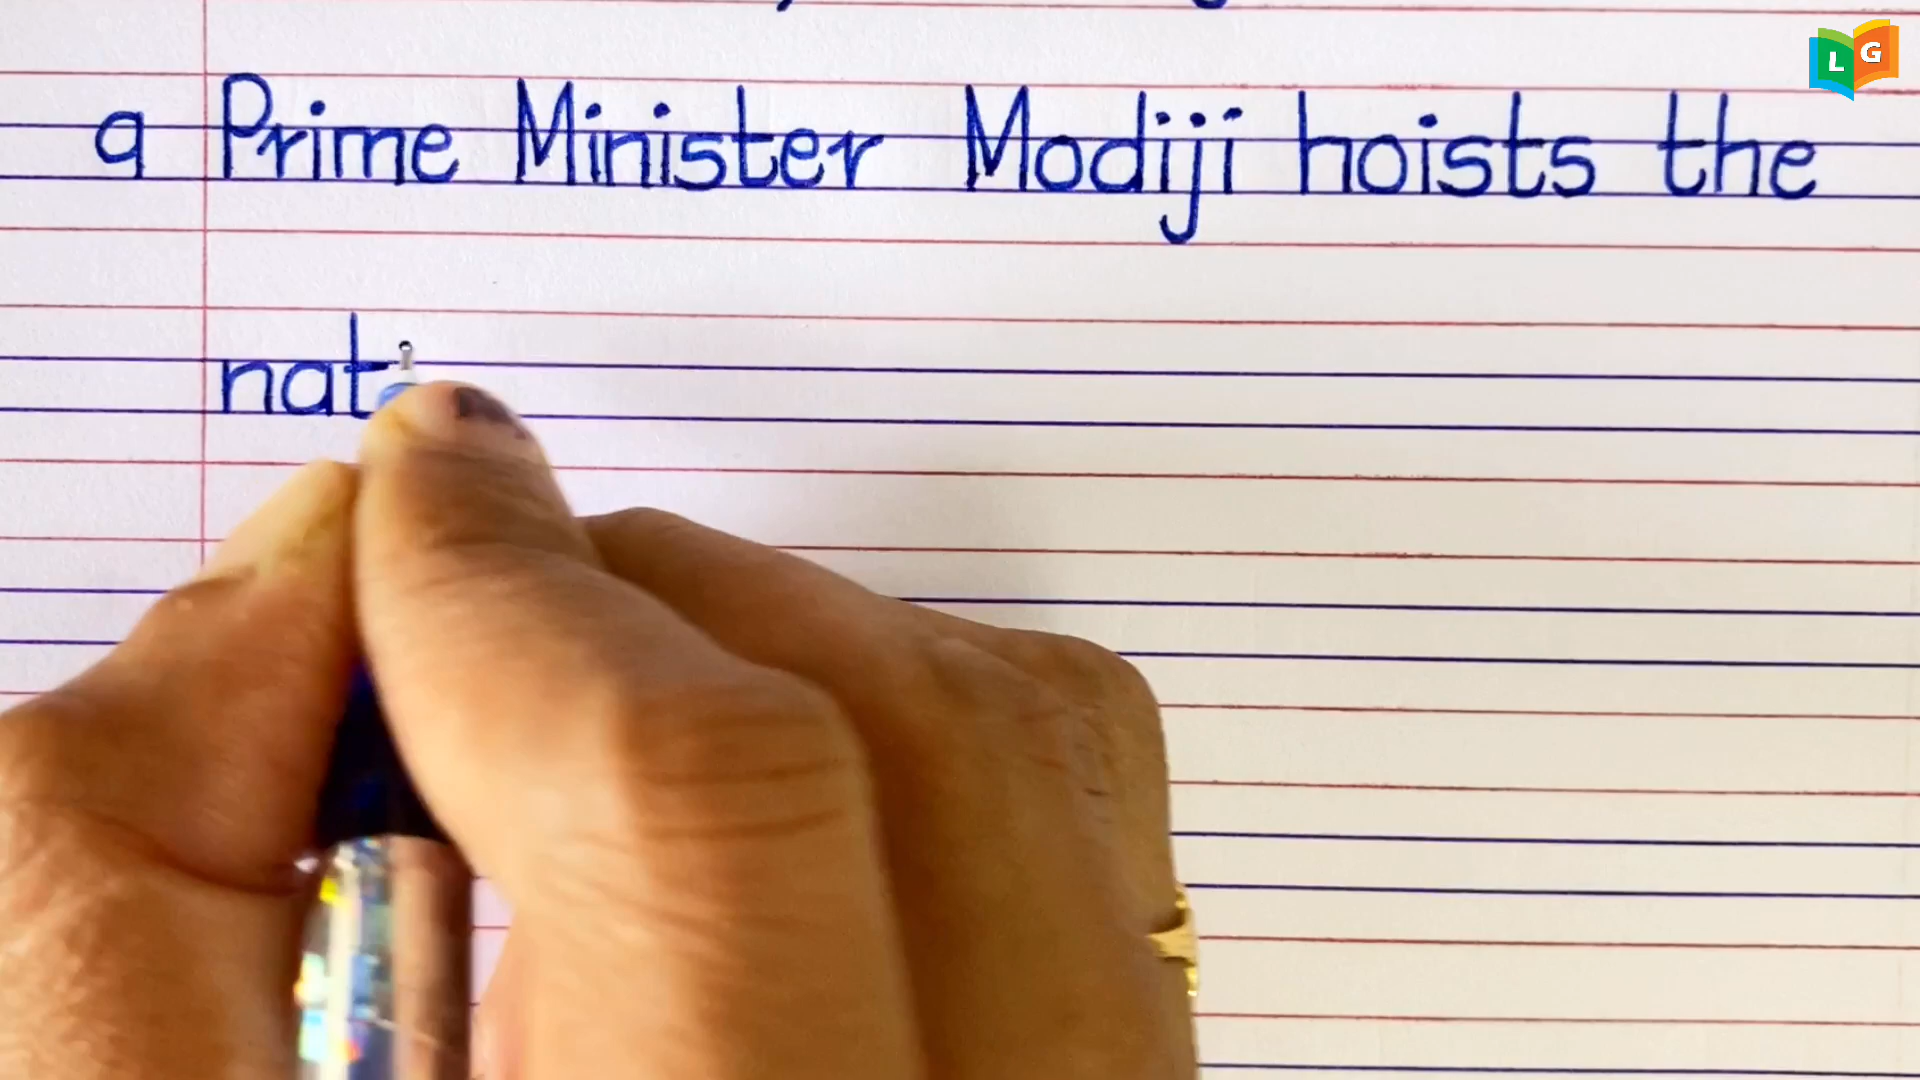 L G
9 Prime Minister Modiji hoists the
nat